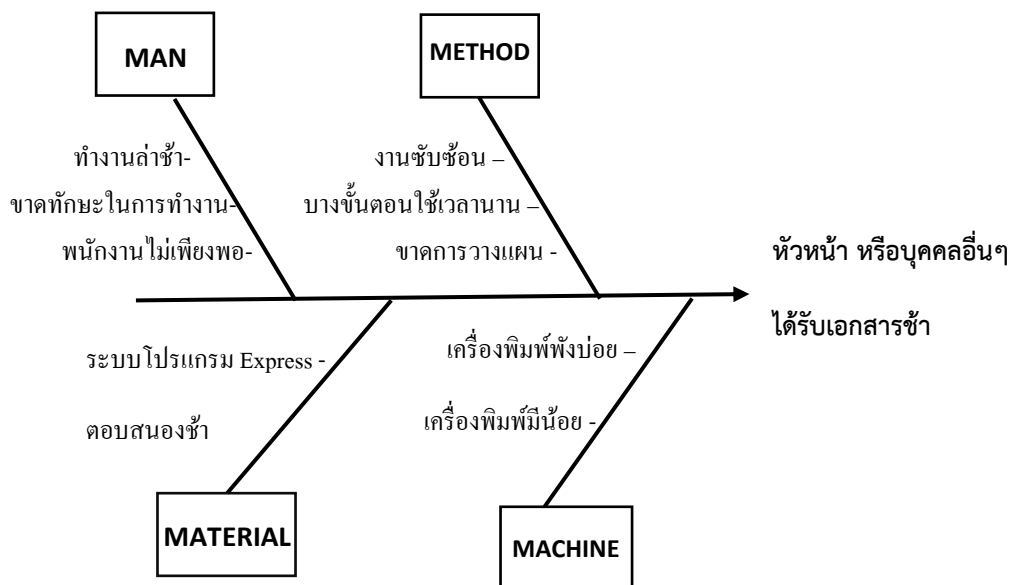 MAN
METHOD
ทำงานล่าช้า-
ขาดทักษะในการทำงาน-
พนักงานไม่เพียงพอ-
งานซับซ้อน –
บางขั้นตอนใช้เวลานาน –
ขาดการวางแผน -
หัวหน้า หรือบุคคลอื่นๆ
ได้รับเอกสารช้า
ระบบโปรแกรม Express -
ตอบสนองช้า
เครื่องพิมพ์พังบ่อย –
เครื่องพิมพ์มีน้อย -
MATERIAL
MACHINE